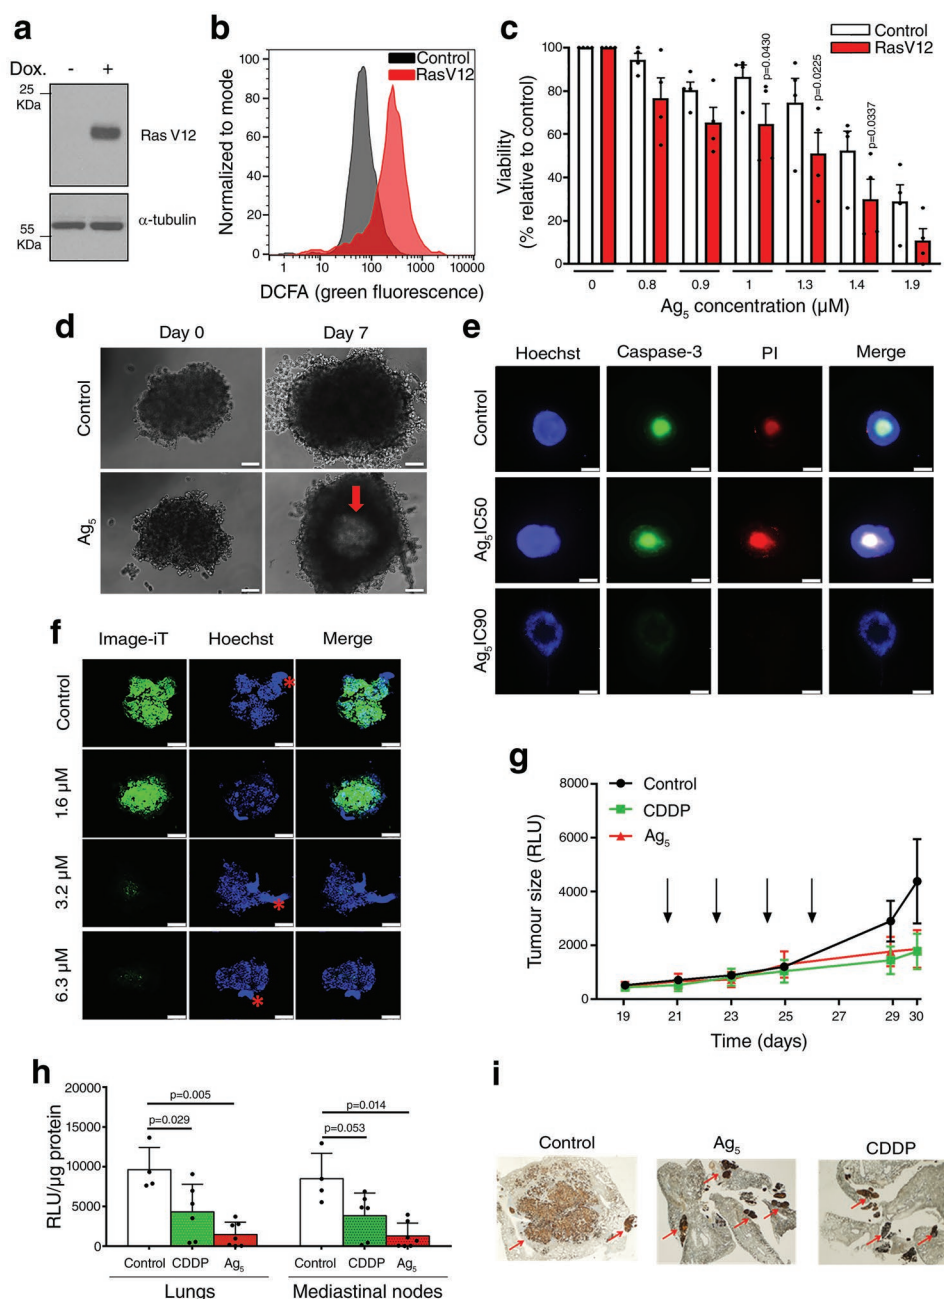 a
Dox. - +
25
KDa
Ras V12
α-tubulin
55
KDa
b
Control
RasV12
Normalized to mode
100
80
60
40
20
0
1 10 100 1000 10000
DCFA (green fluorescence)
c
Control
RasV12
Viability
(% relative to control)
100
80
60
40
20
0
p=0.0430
p=0.0225
p=0.0337
0 0.8 0.9 1 1.3 1.4 1.9
Ag5 concentration (µM)
d
Day 0 Day 7
Control
Ag5
e
Hoechst Caspase-3 PI Merge
Control
Ag5IC50
Ag5IC90
f
Image-iT Hoechst Merge
Control
*
1.6 µM
3.2 µM
*
6.3 µM
*
g
Control
CDDP
Ag5
Tumour size (RLU)
8000
6000
4000
2000
0
19 21 23 25 27 29 30
Time (days)
h
RLU/µg protein
20000
15000
10000
5000
0
p=0.005
p=0.029
p=0.014
p=0.053
Control CDDP Ag5 Control CDDP Ag5
Lungs Mediastinal nodes
i
Control Ag5 CDDP